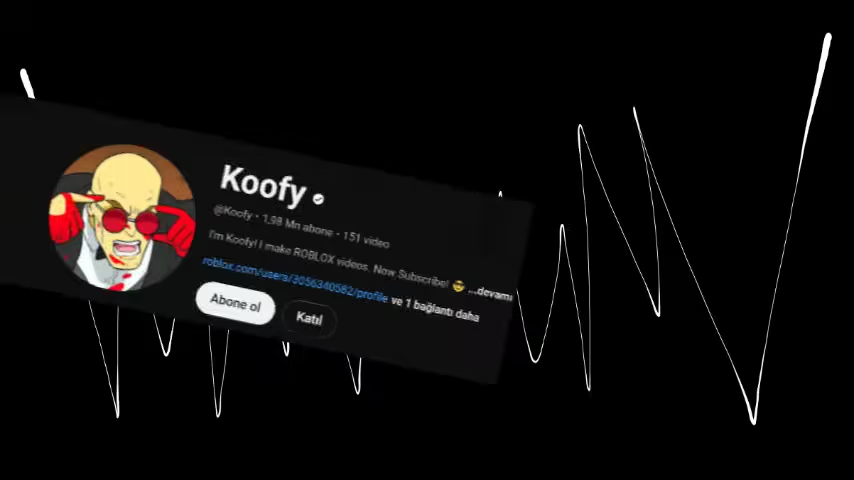 Koofy
@Koofy • 1,98 Mn abone • 151 video
I'm Koofy! I make ROBLOX videos. Now Subscribe! 😎 ...devamı
roblox.com/users/3056340582/profile ve 1 bağlantı daha
Abone ol
Katıl